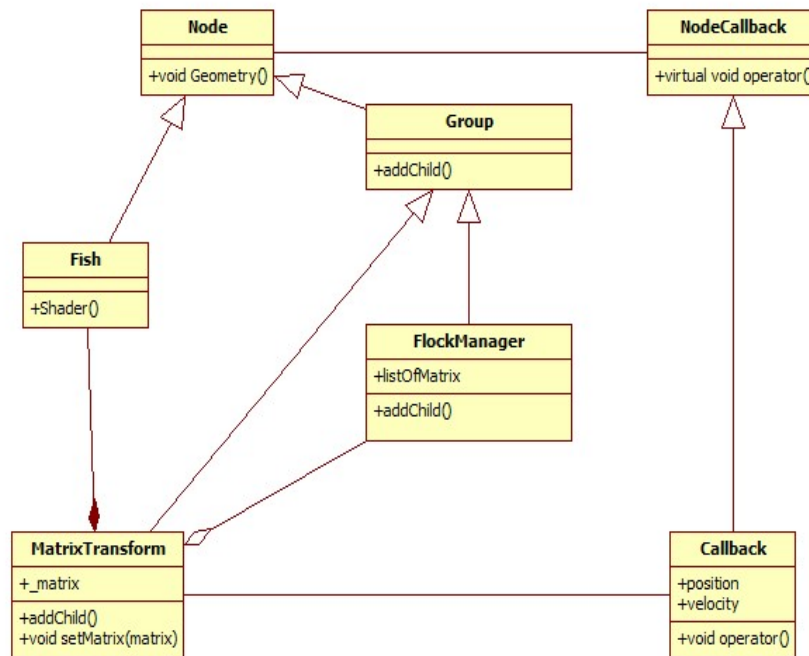 Node
+void Geometry()
NodeCallback
+virtual void operator()
Group
+addChild()
Fish
+Shader()
FlockManager
+listOfMatrix
+addChild()
MatrixTransform
+_matrix
+addChild()
+void setMatrix(matrix)
Callback
+position
+velocity
+void operator()